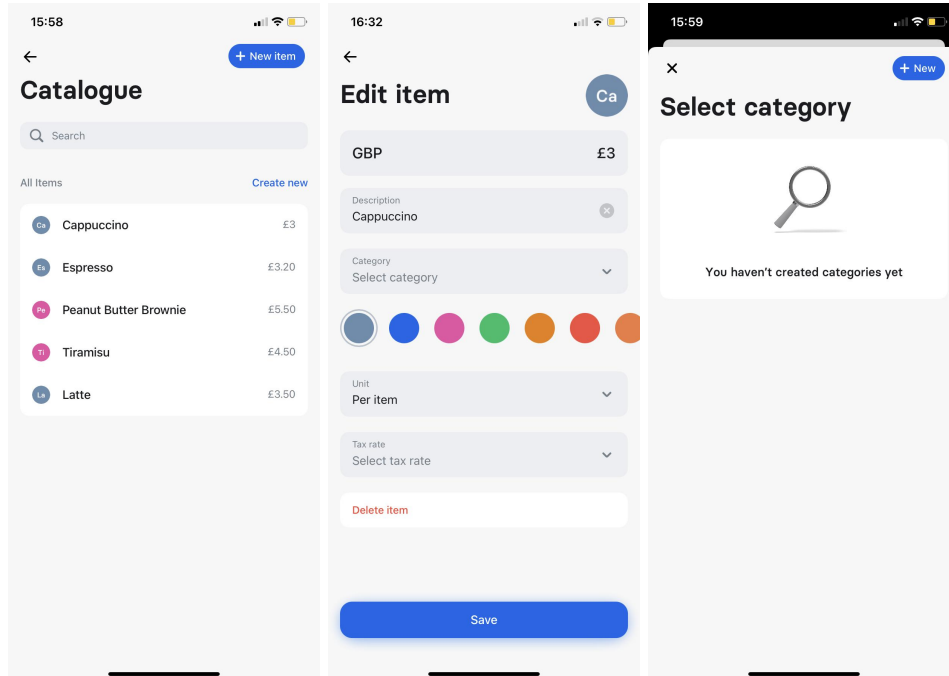 15:58
+ New item
Catalogue
Search
All Items
Create new
Ca
Cappuccino
£3
Es
Espresso
£3.20
Pe
Peanut Butter Brownie
£5.50
Ti
Tiramisu
£4.50
La
Latte
£3.50
16:32
Edit item
Ca
GBP
£3
Description
Cappuccino
Category
Select category
Unit
Per item
Tax rate
Select tax rate
Delete item
Save
15:59
+ New
Select category
You haven't created categories yet